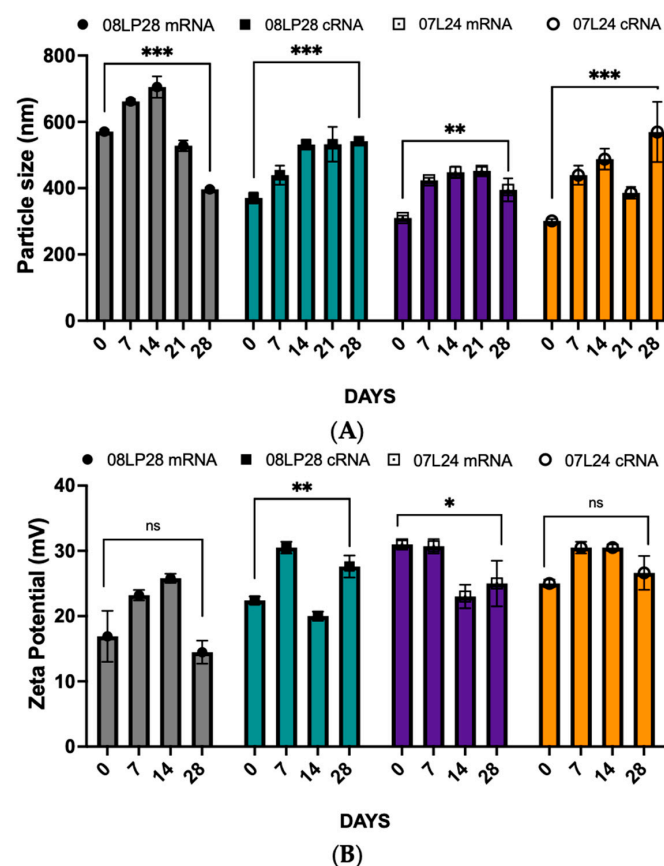 08LP28 mRNA 08LP28 cRNA 07L24 mRNA 07L24 cRNA
*** *** ** ***
800
600
400
200
0
Particle size (nm)
0 7 14 21 28 0 7 14 21 28 0 7 14 21 28 0 7 14 21 28
DAYS
(A)
08LP28 mRNA 08LP28 cRNA 07L24 mRNA 07L24 cRNA
ns ** * ns
40
30
20
10
0
Zeta Potential (mV)
0 7 14 28 0 7 14 28 0 7 14 28 0 7 14 28
DAYS
(B)